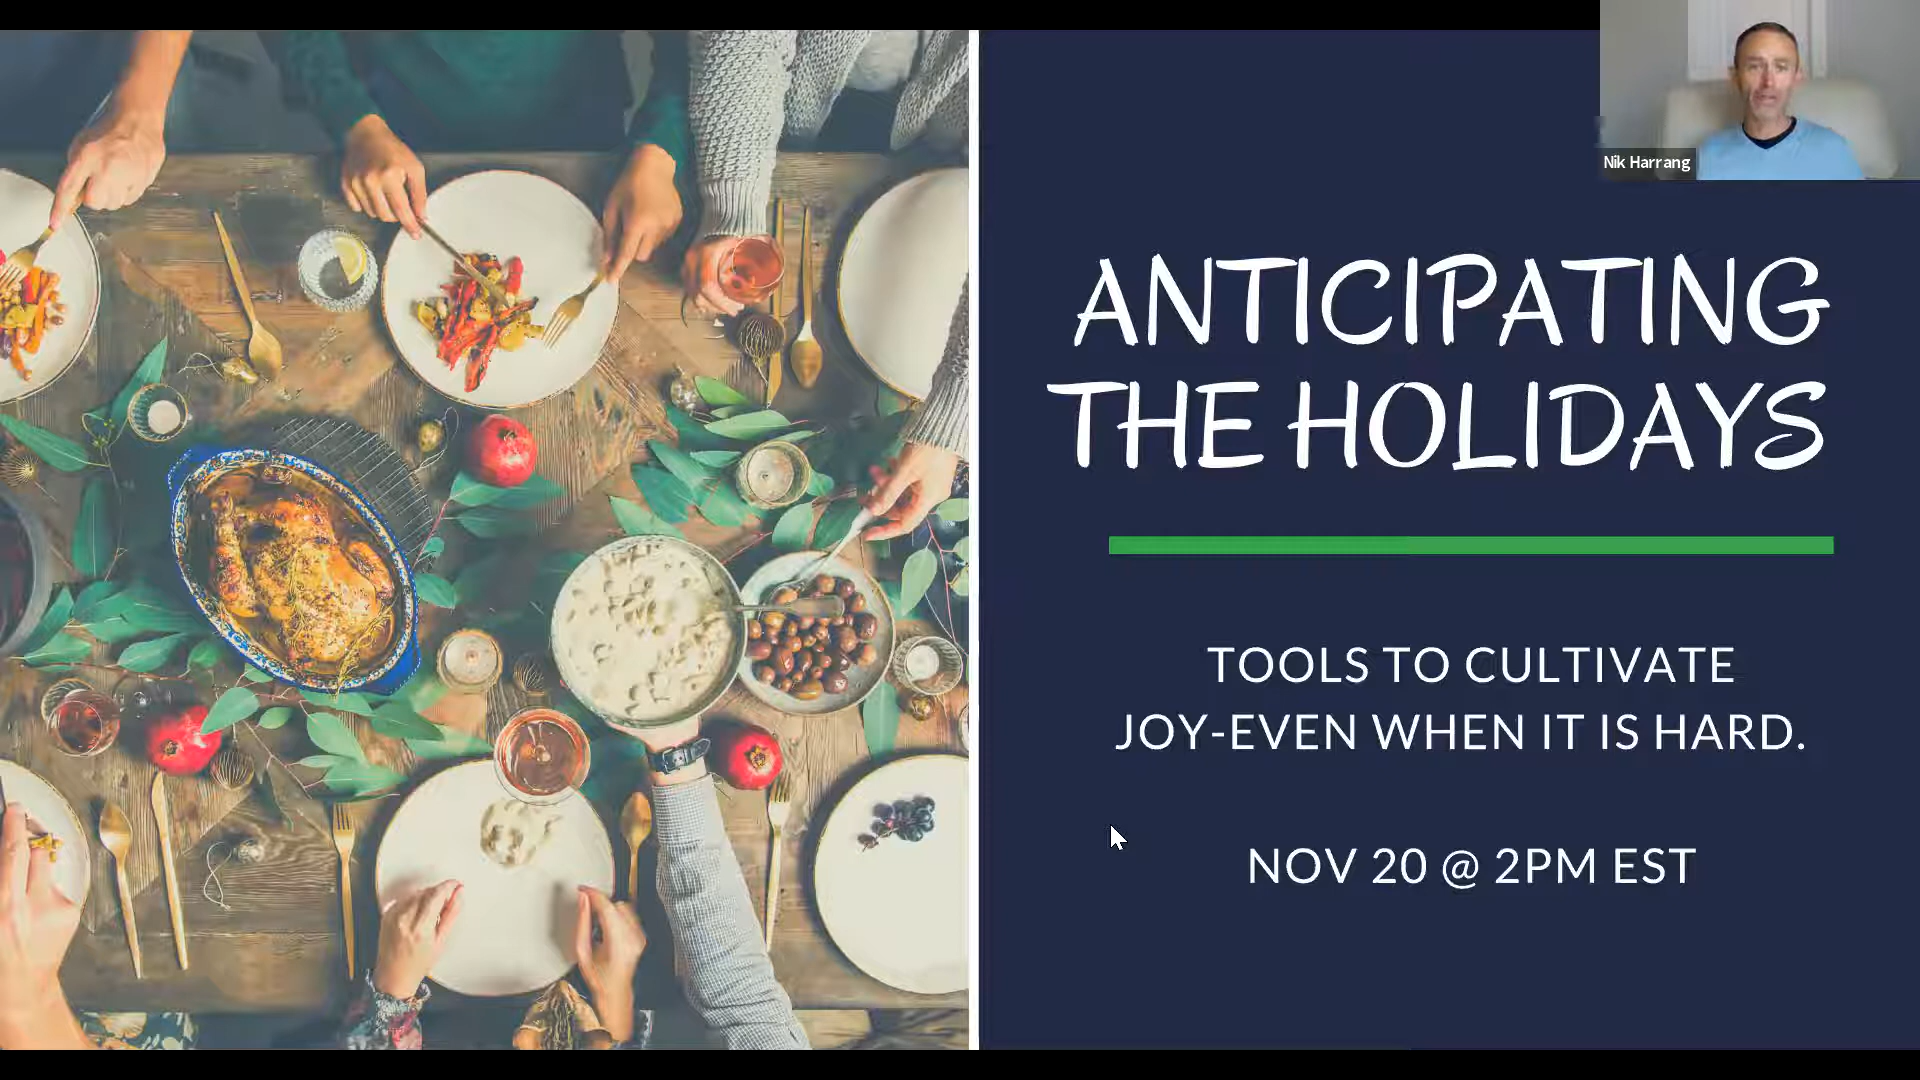 Nik Harrang
ANTICIPATING
THE HOLIDAYS
TOOLS TO CULTIVATE
JOY-EVEN WHEN IT IS HARD.
NOV 20 @ 2PM EST